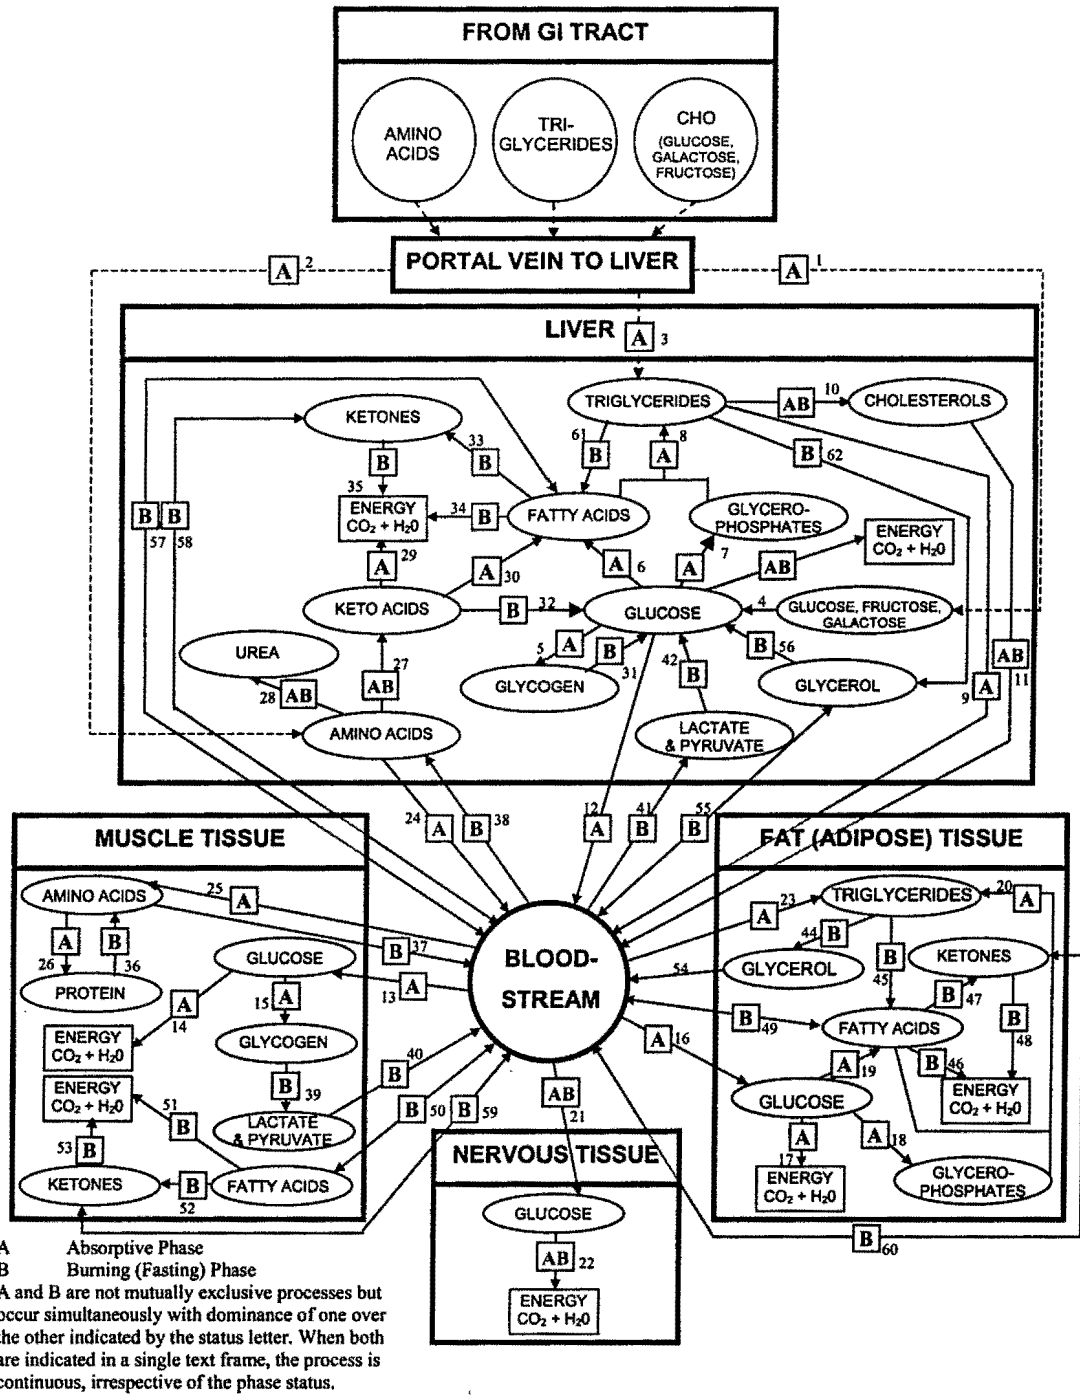 FROM GI TRACT
AMINO
ACIDS
TRI-
GLYCERIDES
CHO
(GLUCOSE,
GALACTOSE,
FRUCTOSE)
PORTAL VEIN TO LIVER
A 2
A 1
LIVER
A 3
TRIGLYCERIDES
AB 10
CHOLESTEROLS
KETONES
33
B
61
B
8
A
B 62
B
35
ENERGY
CO₂ + H₂0
34 B
FATTY ACIDS
GLYCERO-
PHOSPHATES
ENERGY
CO₂ + H₂0
B B
57 58
A 29
A 30
A 6
A 7
AB
KETO ACIDS
B 32
GLUCOSE
4
GLUCOSE, FRUCTOSE,
GALACTOSE
UREA
5 A
B 31
42 B
B 56
AB 11
27
AB
28 AB
GLYCOGEN
GLYCEROL
9 A
AMINO ACIDS
LACTATE
& PYRUVATE
24 A
B 38
12 A
41 B
55 B
MUSCLE TISSUE
AMINO ACIDS
25 A
A
26
B
36
B 37
PROTEIN
GLUCOSE
13 A
15 A
A
14
ENERGY
CO₂ + H₂0
GLYCOGEN
ENERGY
CO₂ + H₂0
B 39
40
B
51
B
LACTATE
& PYRUVATE
B 50
B 59
53 B
KETONES
B
52
FATTY ACIDS
BLOOD-
STREAM
AB
21
NERVOUS TISSUE
GLUCOSE
AB 22
ENERGY
CO₂ + H₂0
FAT (ADIPOSE) TISSUE
23
A
TRIGLYCERIDES
20 A
44 B
54
GLYCEROL
B
45
KETONES
B 47
B
49
FATTY ACIDS
B
48
A 16
A 19
B 46
GLUCOSE
ENERGY
CO₂ + H₂0
A
17
A 18
ENERGY
CO₂ + H₂0
GLYCERO-
PHOSPHATES
B 60
A Absorptive Phase
B Burning (Fasting) Phase
A and B are not mutually exclusive processes but
occur simultaneously with dominance of one over
the other indicated by the status letter. When both
are indicated in a single text frame, the process is
continuous, irrespective of the phase status.